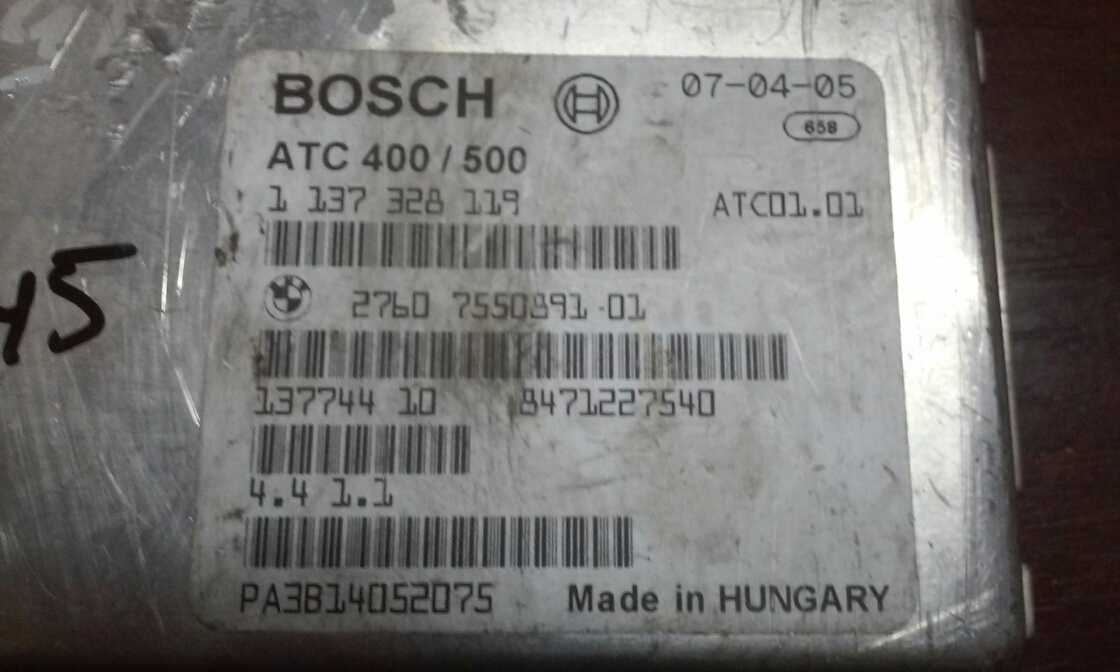 BOSCH 07-04-05
658
ATC 400 / 500
1 137 328 119 ATC01.01
45
2760 7550891-01
137744 10 8471227540
4.4 1.1
PA3B14052075 Made in HUNGARY